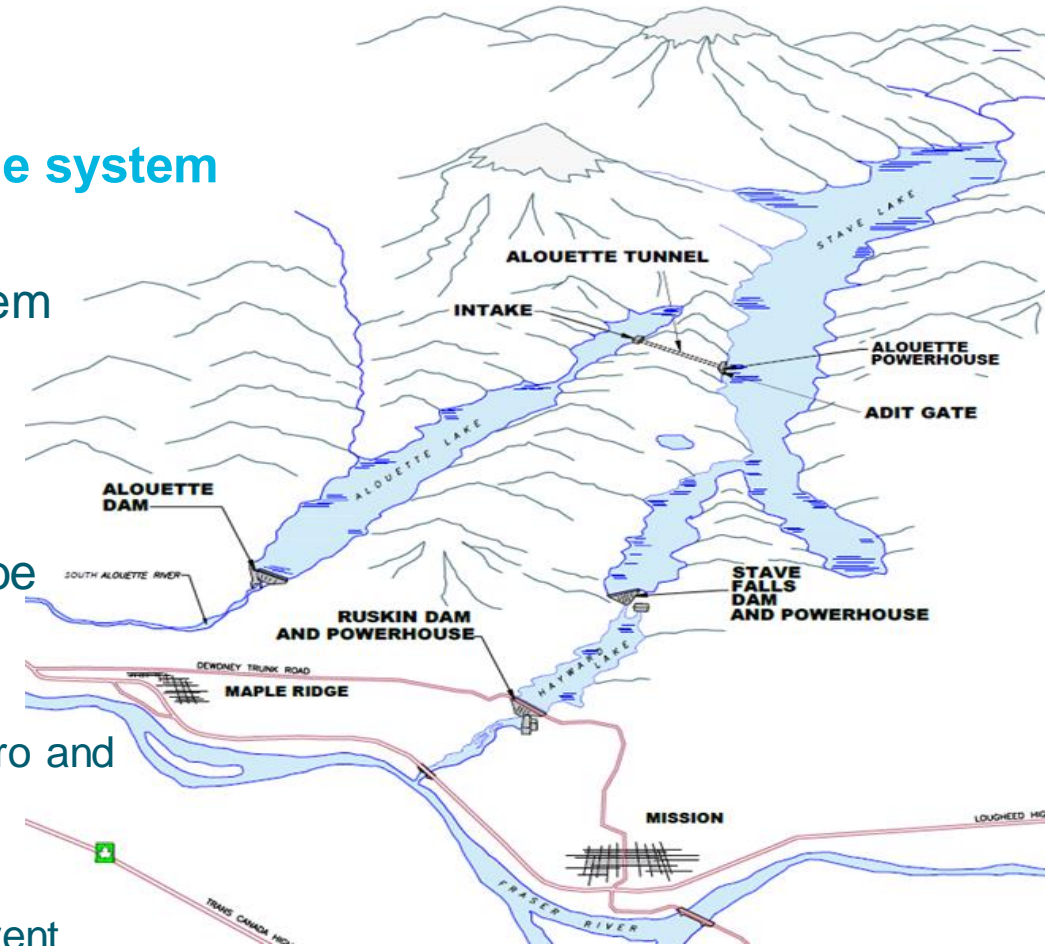 e system
em
be
ro and
vent
STAVE LAKE
ALOUETTE TUNNEL
INTAKE
ALOUETTE
POWERHOUSE
ADIT GATE
ALOUETTE LAKE
ALOUETTE
DAM
SOUTH ALOUETTE RIVER
STAVE
FALLS
DAM
AND POWERHOUSE
RUSKIN DAM
AND POWERHOUSE
HAYWARD
LAKE
DEWDNEY TRUNK ROAD
MAPLE RIDGE
MISSION
LOUGHEED HIG
FRASER RIVER
TRANS CANADA HIG